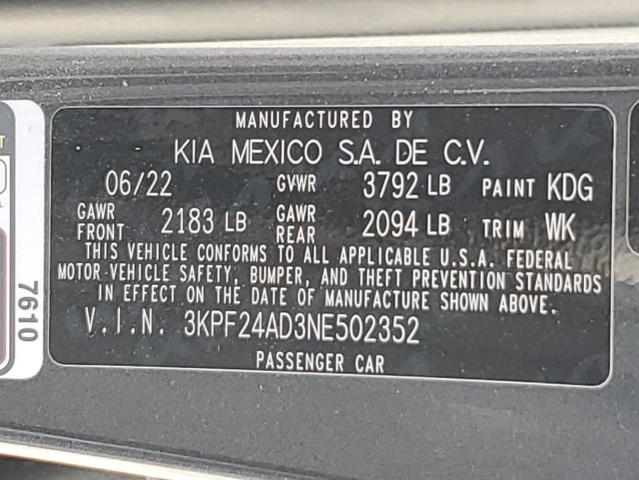 MANUFACTURED BY
KIA MEXICO S.A. DE C.V.
06/22 GVWR 3792 LB PAINT KDG
GAWR FRONT 2183 LB GAWR REAR 2094 LB TRIM WK
THIS VEHICLE CONFORMS TO ALL APPLICABLE U.S.A. FEDERAL
MOTOR-VEHICLE SAFETY, BUMPER, AND THEFT PREVENTION STANDARDS
IN EFFECT ON THE DATE OF MANUFACTURE SHOWN ABOVE.
V.I.N. 3KPF24AD3NE502352
PASSENGER CAR
7610